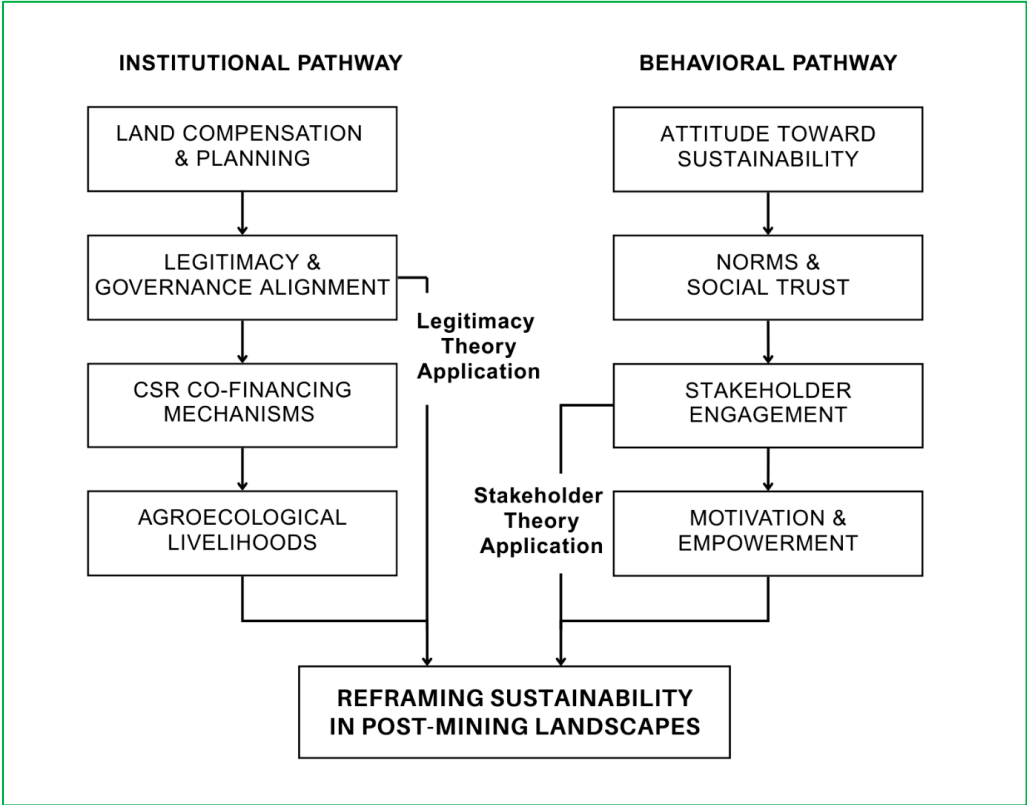 INSTITUTIONAL PATHWAY
LAND COMPENSATION
& PLANNING
LEGITIMACY &
GOVERNANCE ALIGNMENT
CSR CO-FINANCING
MECHANISMS
AGROECOLOGICAL
LIVELIHOODS
Legitimacy
Theory
Application
BEHAVIORAL PATHWAY
ATTITUDE TOWARD
SUSTAINABILITY
NORMS &
SOCIAL TRUST
STAKEHOLDER
ENGAGEMENT
MOTIVATION &
EMPOWERMENT
Stakeholder
Theory
Application
REFRAMING SUSTAINABILITY
IN POST-MINING LANDSCAPES